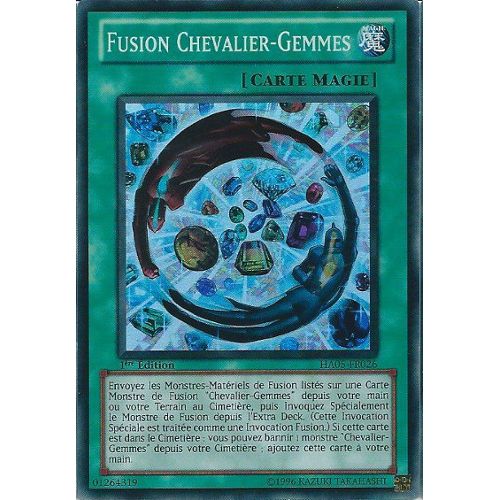 FUSION CHEVALIER-GEMMES
MAGIE
魔
[CARTE MAGIE]
1ère Édition
HA05-FR026
Envoyez les Monstres-Matériels de Fusion listés sur une Carte
Monstre de Fusion "Chevalier-Gemmes" depuis votre main
ou votre Terrain au Cimetière, puis Invoquez Spécialement
le Monstre de Fusion depuis l'Extra Deck. (Cette Invocation
Spéciale est traitée comme une Invocation Fusion.) Si cette carte
est dans le Cimetière : vous pouvez bannir 1 monstre "Chevalier-
Gemmes" depuis votre Cimetière ; ajoutez cette carte à votre
main.
01264319
©1996 KAZUKI TAKAHASHI